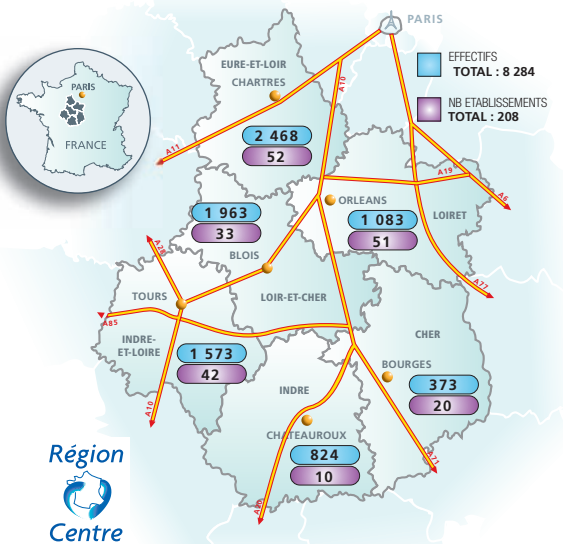 PARIS
EFFECTIFS
TOTAL : 8 284
NB ETABLISSEMENTS
TOTAL : 208
PARIS
FRANCE
EURE-ET-LOIR
CHARTRES
A10
A11
2 468
52
A19
A6
ORLEANS
LOIRET
1 963
33
1 083
51
A28
BLOIS
A77
TOURS
LOIR-ET-CHER
A85
INDRE-
ET-LOIRE
CHER
1 573
42
BOURGES
INDRE
373
20
A10
CHATEAUROUX
824
10
A71
Région
Centre